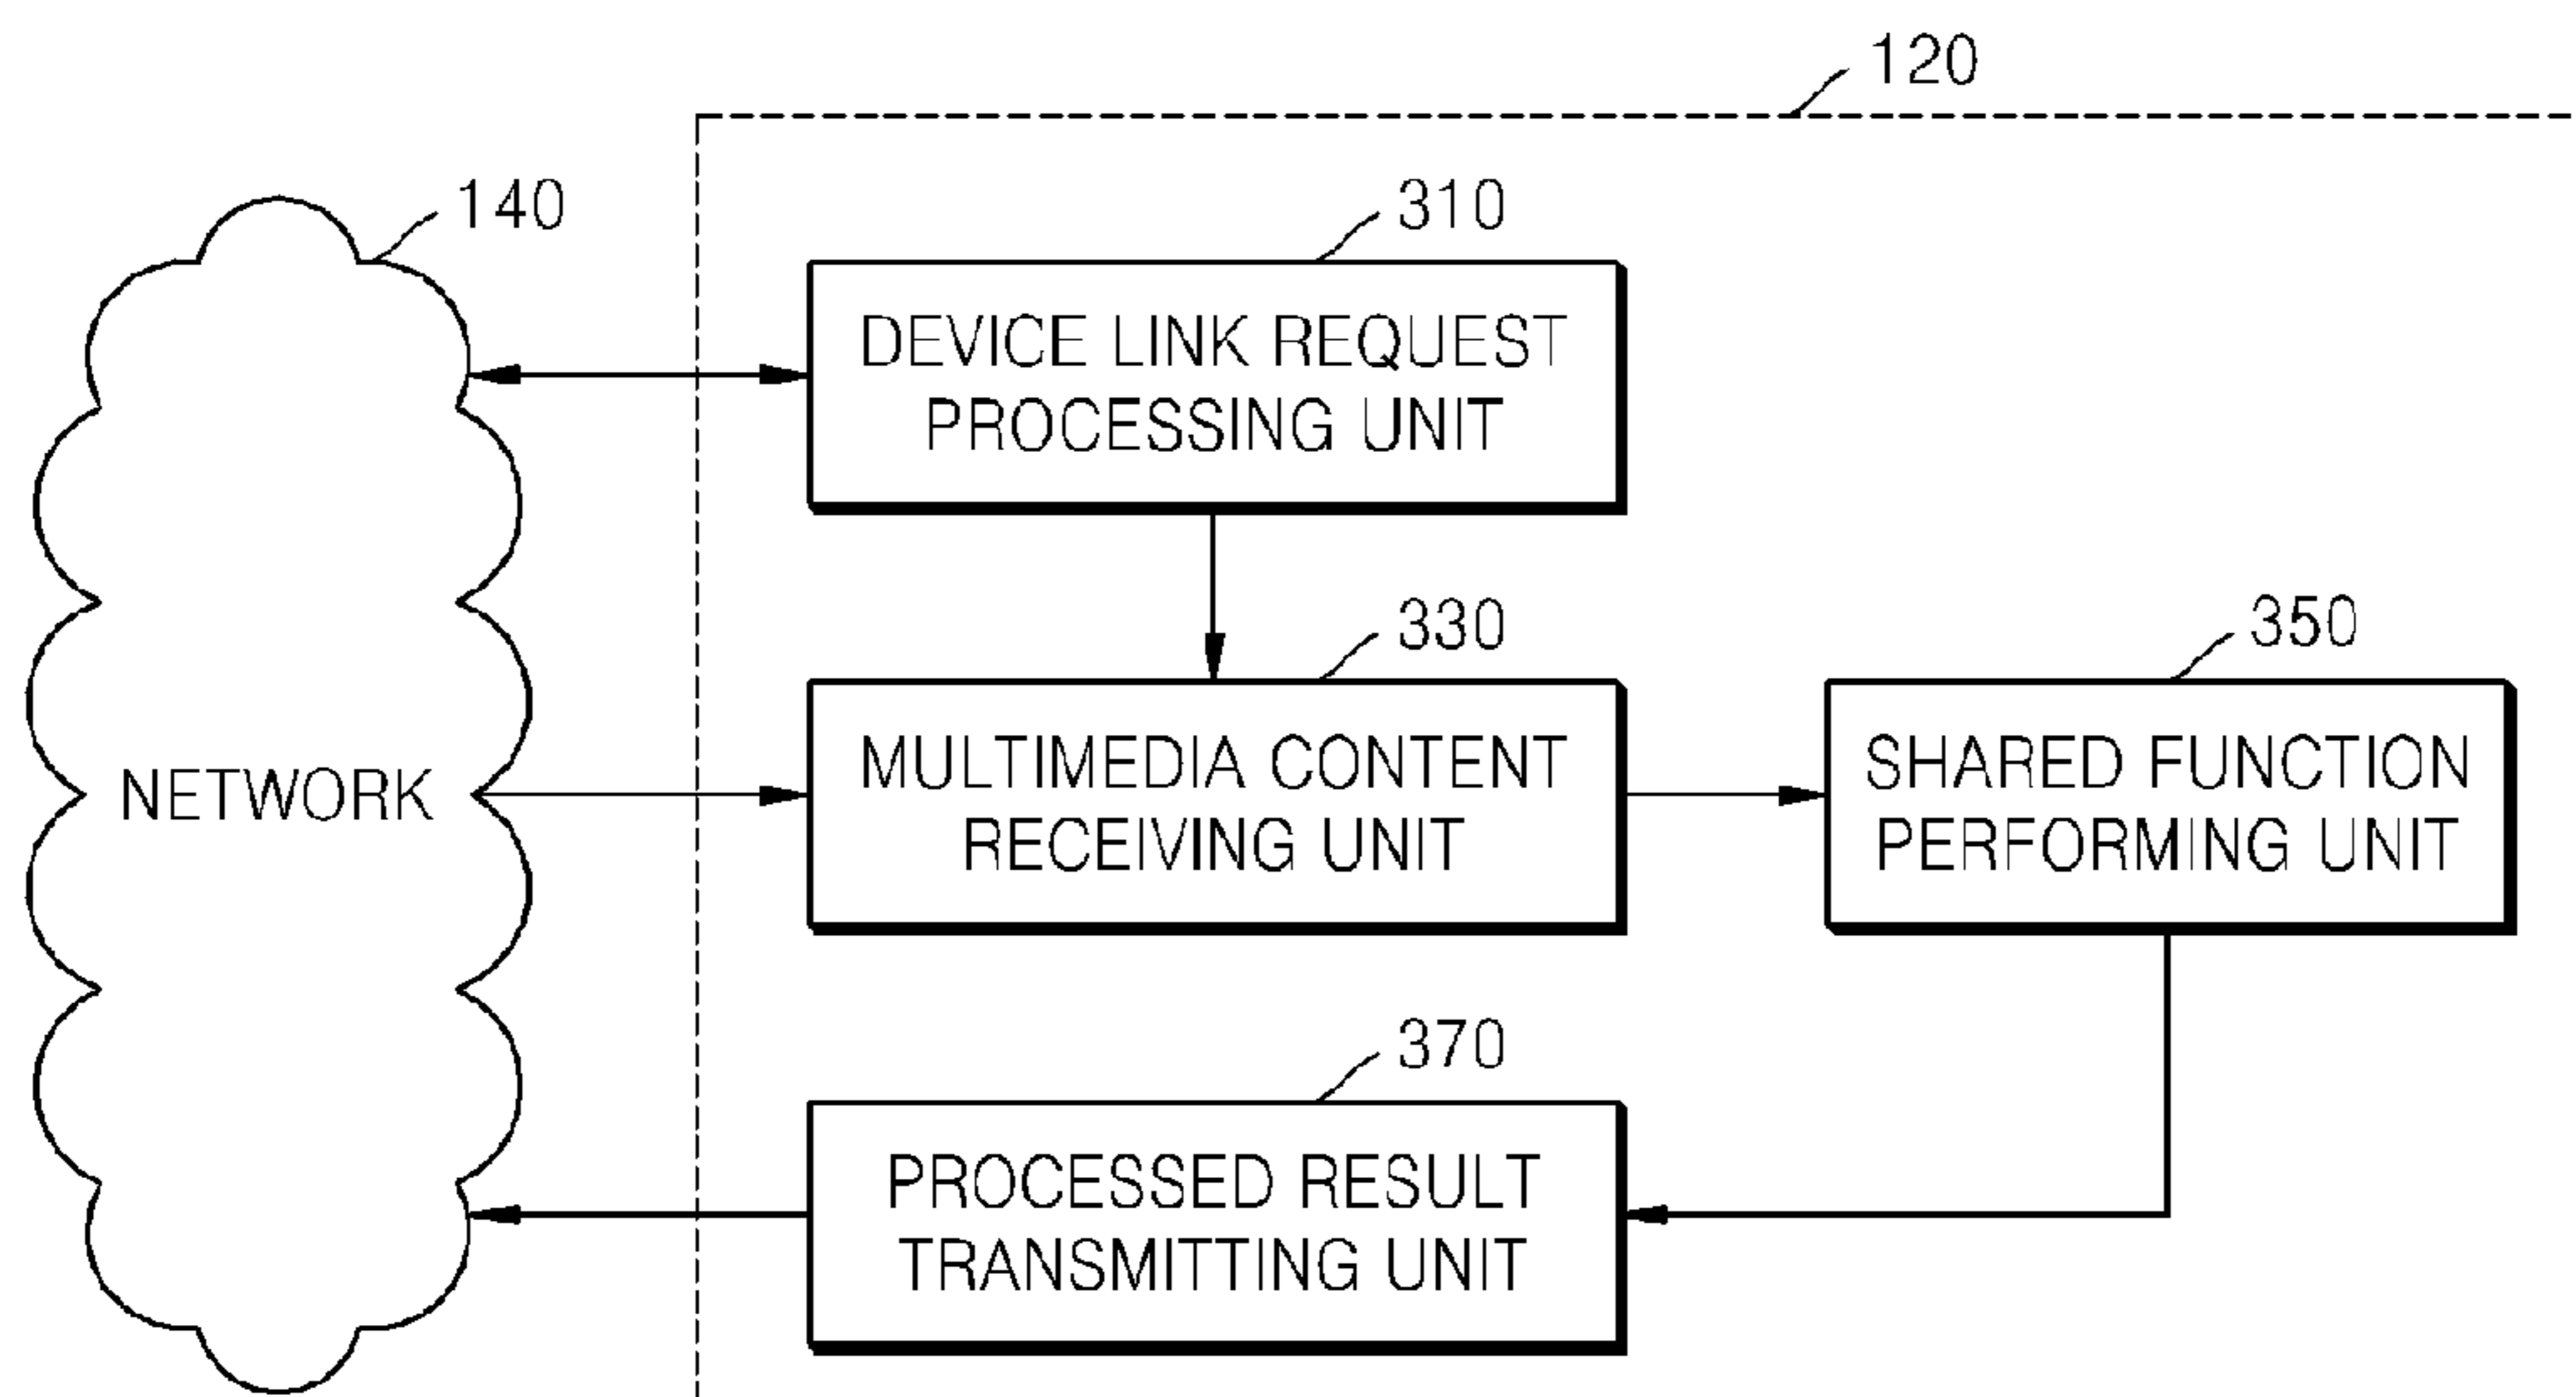 120
140
310
DEVICE LINK REQUEST
PROCESSING UNIT
330
350
NETWORK
MULTIMEDIA CONTENT
RECEIVING UNIT
SHARED FUNCTION
PERFORMING UNIT
370
PROCESSED RESULT
TRANSMITTING UNIT